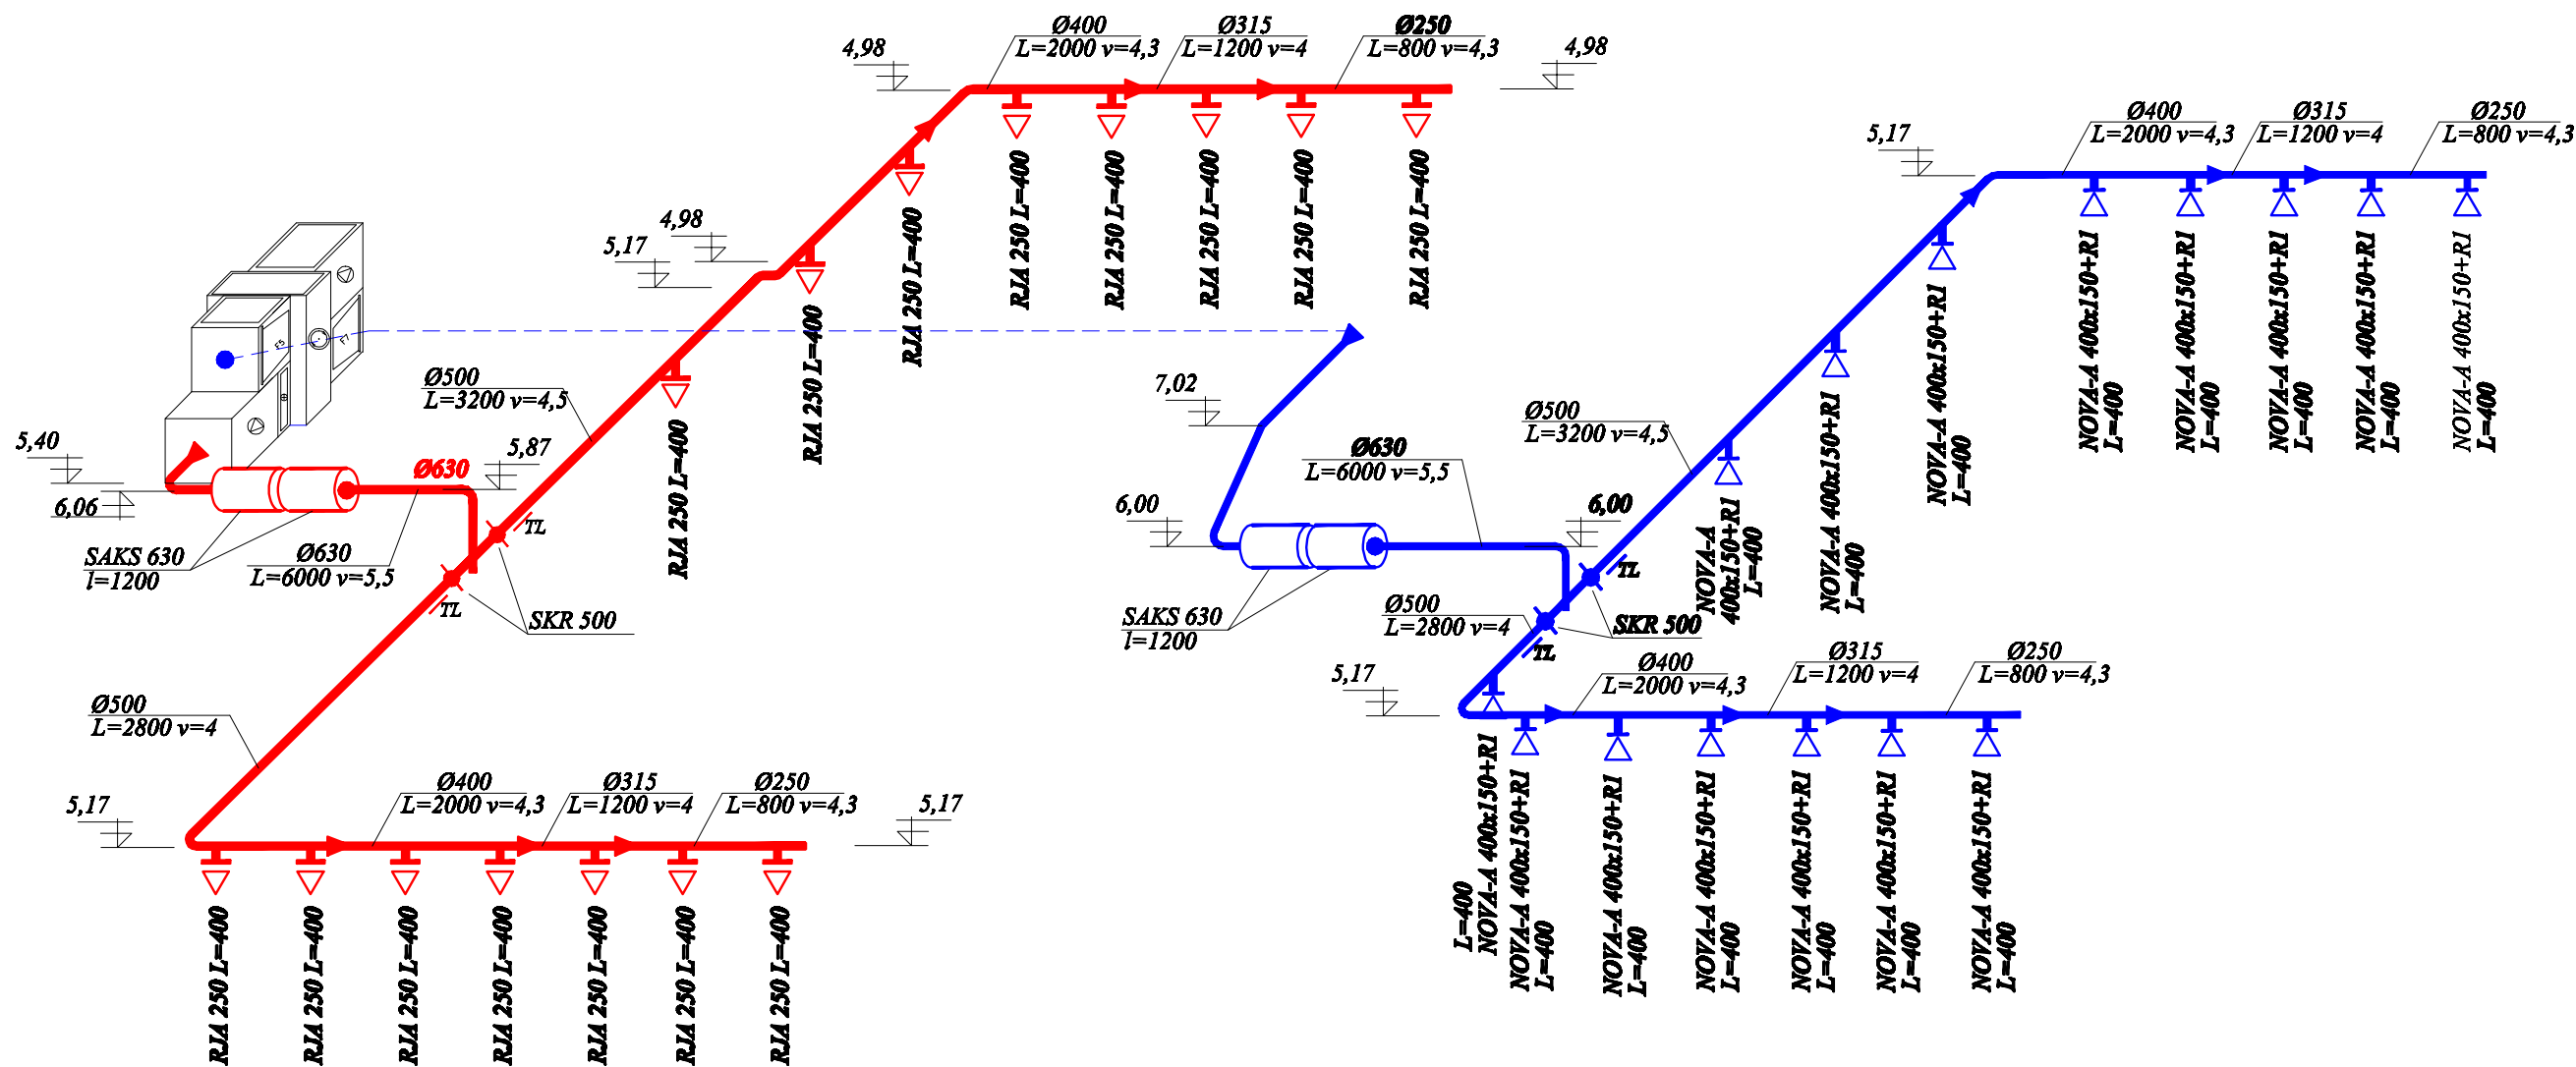 4,98
Ø400
L=2000 v=4,3
Ø315
L=1200 v=4
Ø250
L=800 v=4,3
4,98
RJA 250 L=400
RJA 250 L=400
RJA 250 L=400
RJA 250 L=400
RJA 250 L=400
4,98
5,17
RJA 250 L=400
RJA 250 L=400
RJA 250 L=400
F5
F7
Ø500
L=3200 v=4,5
5,40
6,06
Ø630
5,87
TL
TL
SAKS 630
l=1200
Ø630
L=6000 v=5,5
SKR 500
Ø500
L=2800 v=4
5,17
Ø400
L=2000 v=4,3
Ø315
L=1200 v=4
Ø250
L=800 v=4,3
5,17
RJA 250 L=400
RJA 250 L=400
RJA 250 L=400
RJA 250 L=400
RJA 250 L=400
RJA 250 L=400
RJA 250 L=400
5,17
Ø400
L=2000 v=4,3
Ø315
L=1200 v=4
Ø250
L=800 v=4,3
NOVA-A 400x150+R1
L=400
NOVA-A 400x150+R1
L=400
NOVA-A 400x150+R1
L=400
NOVA-A 400x150+R1
L=400
NOVA-A 400x150+R1
L=400
NOVA-A 400x150+R1
L=400
NOVA-A 400x150+R1
L=400
NOVA-A
400x150+R1
L=400
7,02
Ø500
L=3200 v=4,5
Ø630
L=6000 v=5,5
6,00
6,00
TL
TL
SAKS 630
l=1200
Ø500
L=2800 v=4
SKR 500
5,17
Ø400
L=2000 v=4,3
Ø315
L=1200 v=4
Ø250
L=800 v=4,3
L=400
NOVA-A 400x150+R1
NOVA-A 400x150+R1
L=400
NOVA-A 400x150+R1
L=400
NOVA-A 400x150+R1
L=400
NOVA-A 400x150+R1
L=400
NOVA-A 400x150+R1
L=400
NOVA-A 400x150+R1
L=400